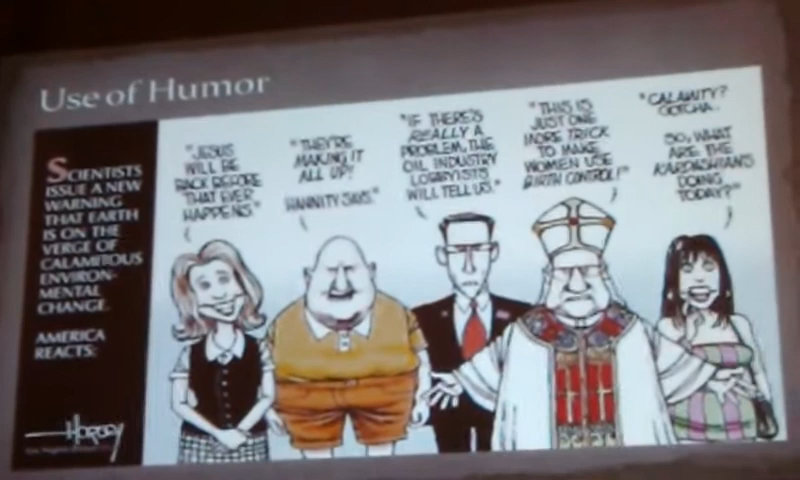 Use of Humor
SCIENTISTS
ISSUE A NEW
WARNING
THAT EARTH
IS ON THE
VERGE OF
CALAMITOUS
ENVIRON-
MENTAL
CHANGE.
AMERICA
REACTS:
HORSEY
"JESUS
WILL BE
BACK BEFORE
THAT EVER
HAPPENS."
"THEY'RE
MAKING IT
ALL UP!
HANNITY SAYS."
"IF THERE'S
REALLY A
PROBLEM, THE
OIL INDUSTRY
LOBBYISTS
WILL TELL US."
"THIS IS
JUST ONE
MORE TRICK
TO MAKE
WOMEN USE
BIRTH CONTROL!"
"CALAMITY?
GOTCHA.
SO, WHAT
ARE THE
KARDASHIANS
DOING
TODAY?"